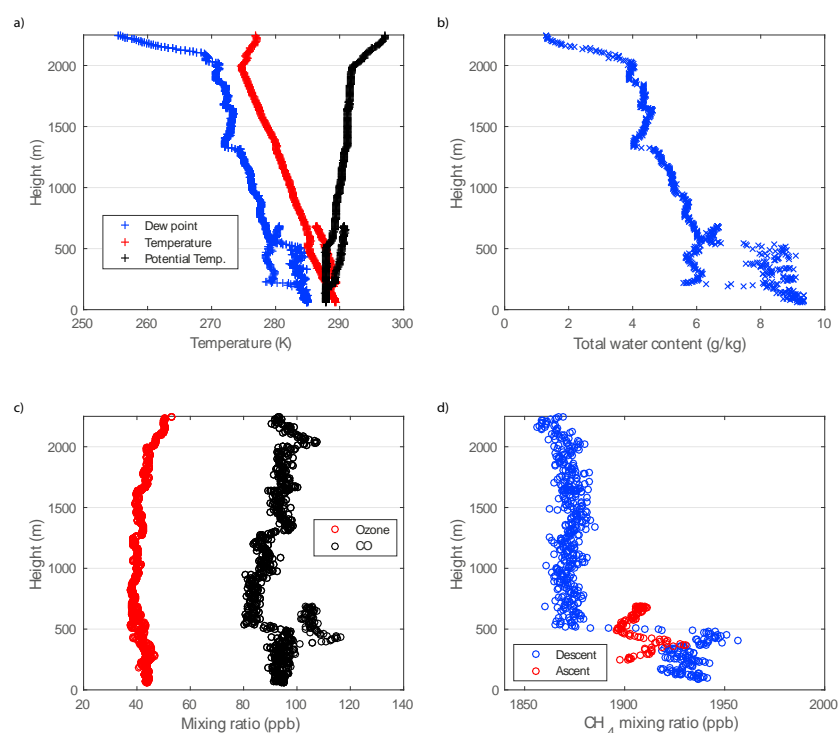 a)
2000
1500
1000
500
0
Height (m)
Dew point
Temperature
Potential Temp.
250 260 270 280 290 300
Temperature (K)
b)
2000
1500
1000
500
0
Height (m)
0 2 4 6 8 10
Total water content (g/kg)
c)
2000
1500
1000
500
0
Height (m)
Ozone
CO
20 40 60 80 100 120 140
Mixing ratio (ppb)
d)
2000
1500
1000
500
0
Height (m)
Descent
Ascent
1850 1900 1950 2000
CH4 mixing ratio (ppb)